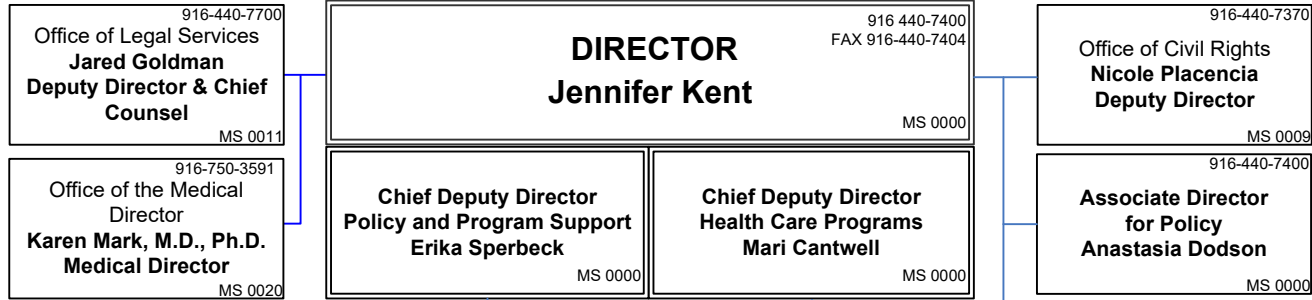 916-440-7700
Office of Legal Services
Jared Goldman
Deputy Director & Chief
Counsel
MS 0011
916 440-7400
FAX 916-440-7404
DIRECTOR
Jennifer Kent
MS 0000
916-440-7370
Office of Civil Rights
Nicole Placencia
Deputy Director
MS 0009
916-750-3591
Office of the Medical
Director
Karen Mark, M.D., Ph.D.
Medical Director
MS 0020
Chief Deputy Director
Policy and Program Support
Erika Sperbeck
MS 0000
Chief Deputy Director
Health Care Programs
Mari Cantwell
MS 0000
916-440-7400
Associate Director
for Policy
Anastasia Dodson
MS 0000